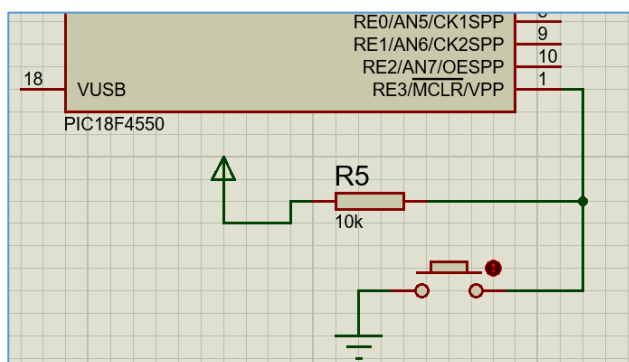 RE0/AN5/CK1SPP
RE1/AN6/CK2SPP 9
RE2/AN7/OESPP 10
18 VUSB RE3/MCLR/VPP 1
PIC18F4550
R5
10k